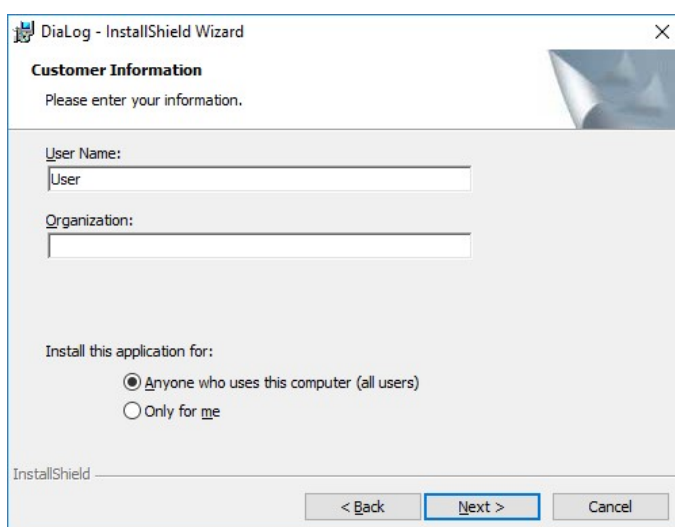 DiaLog - InstallShield Wizard
Customer Information
Please enter your information.
User Name:
User
Organization:
Install this application for:
Anyone who uses this computer (all users)
Only for me
InstallShield
< Back
Next >
Cancel